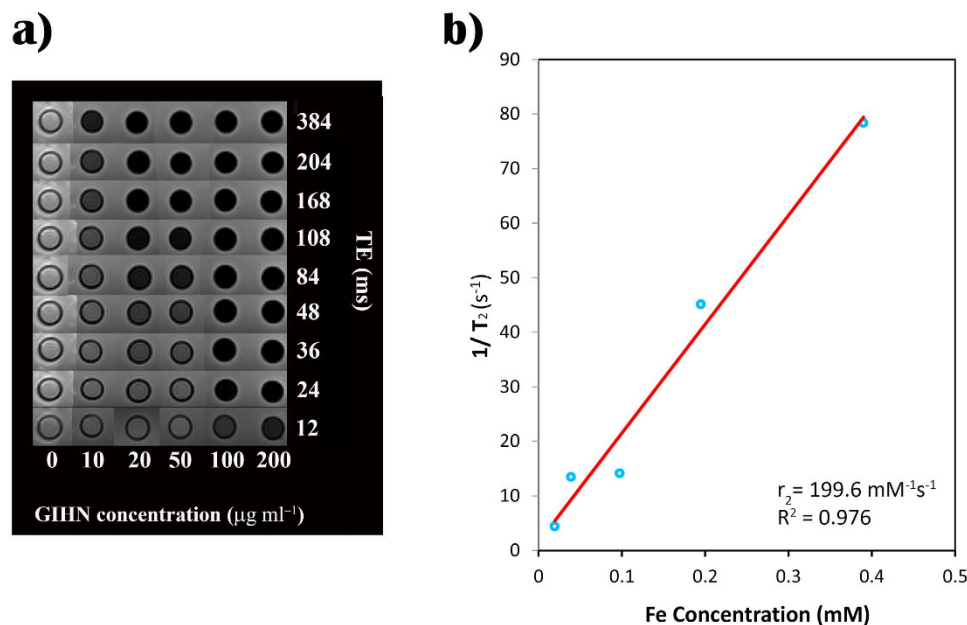 a)
384
204
168
108
84
48
36
24
12
TE (ms)
0 10 20 50 100 200
GIHN concentration (µg ml⁻¹)
b)
90
80
70
60
50
40
30
20
10
0
1/ T₂ (s⁻¹)
r₂= 199.6 mM⁻¹s⁻¹
R² = 0.976
0 0.1 0.2 0.3 0.4 0.5
Fe Concentration (mM)